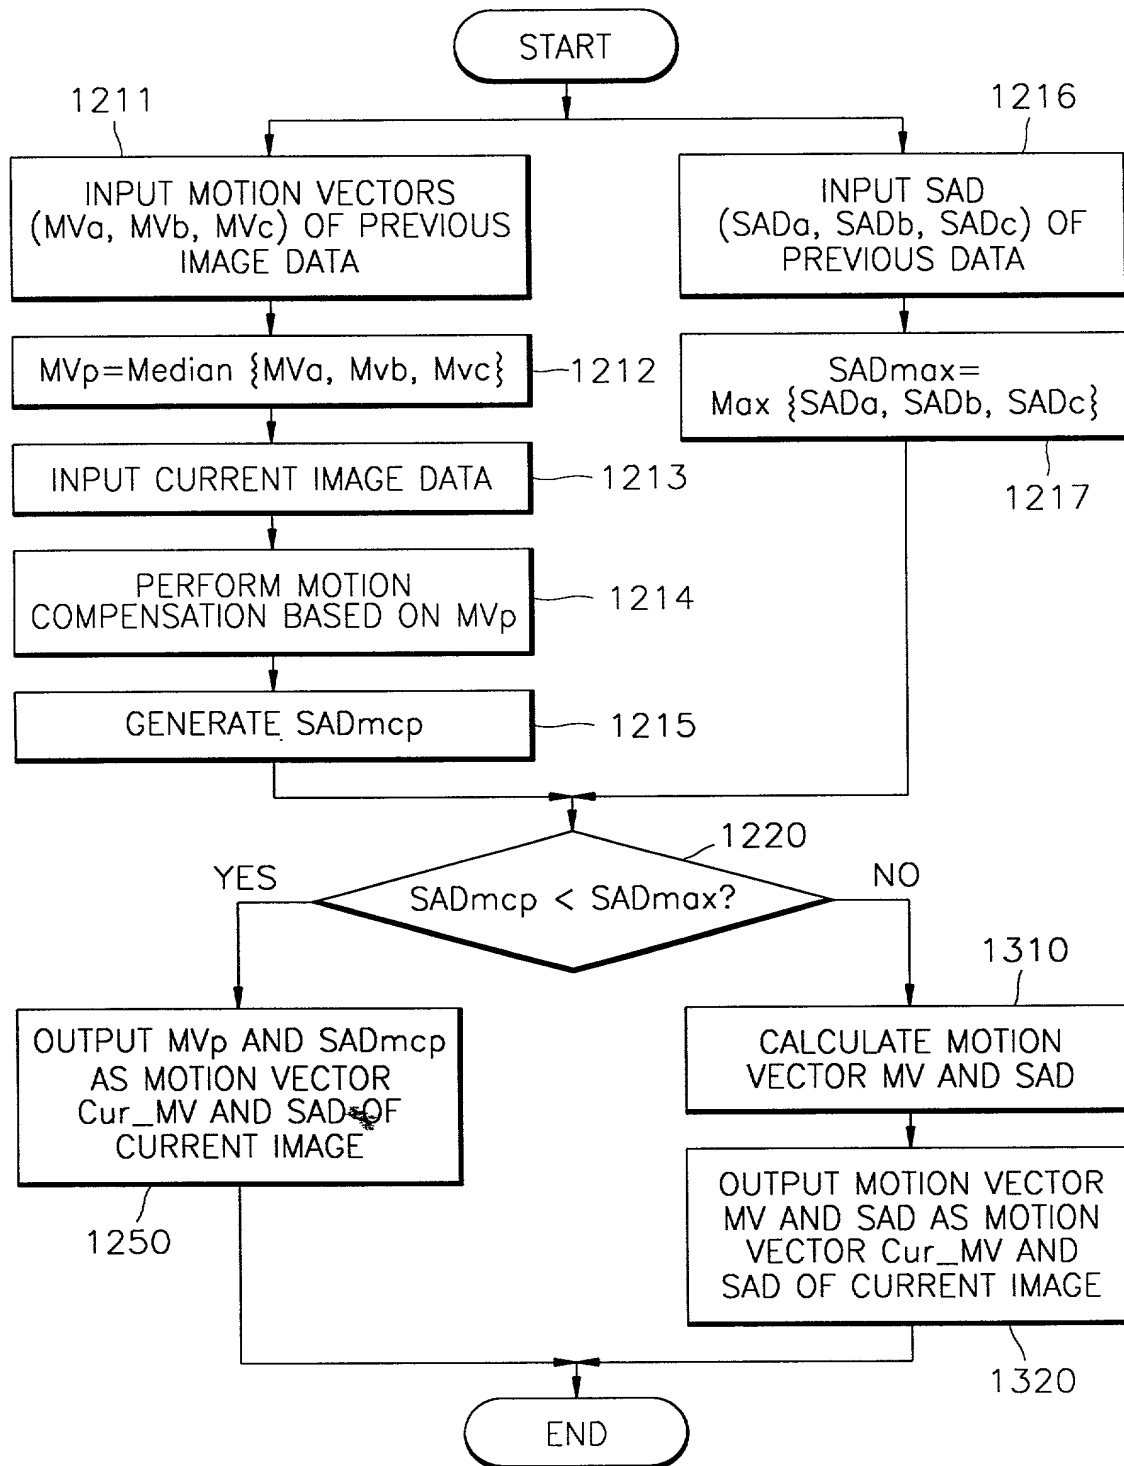 START
1211
1216
INPUT MOTION VECTORS
(MVa, MVb, MVc) OF PREVIOUS
IMAGE DATA
INPUT SAD
(SADa, SADb, SADc) OF
PREVIOUS DATA
MVp=Median {MVa, Mvb, Mvc}
1212
SADmax=
Max {SADa, SADb, SADc}
1217
INPUT CURRENT IMAGE DATA
1213
PERFORM MOTION
COMPENSATION BASED ON MVp
1214
GENERATE SADmcp
1215
1220
YES
SADmcp < SADmax?
NO
1310
OUTPUT MVp AND SADmcp
AS MOTION VECTOR
Cur_MV AND SAD OF
CURRENT IMAGE
1250
CALCULATE MOTION
VECTOR MV AND SAD
OUTPUT MOTION VECTOR
MV AND SAD AS MOTION
VECTOR Cur_MV AND
SAD OF CURRENT IMAGE
1320
END